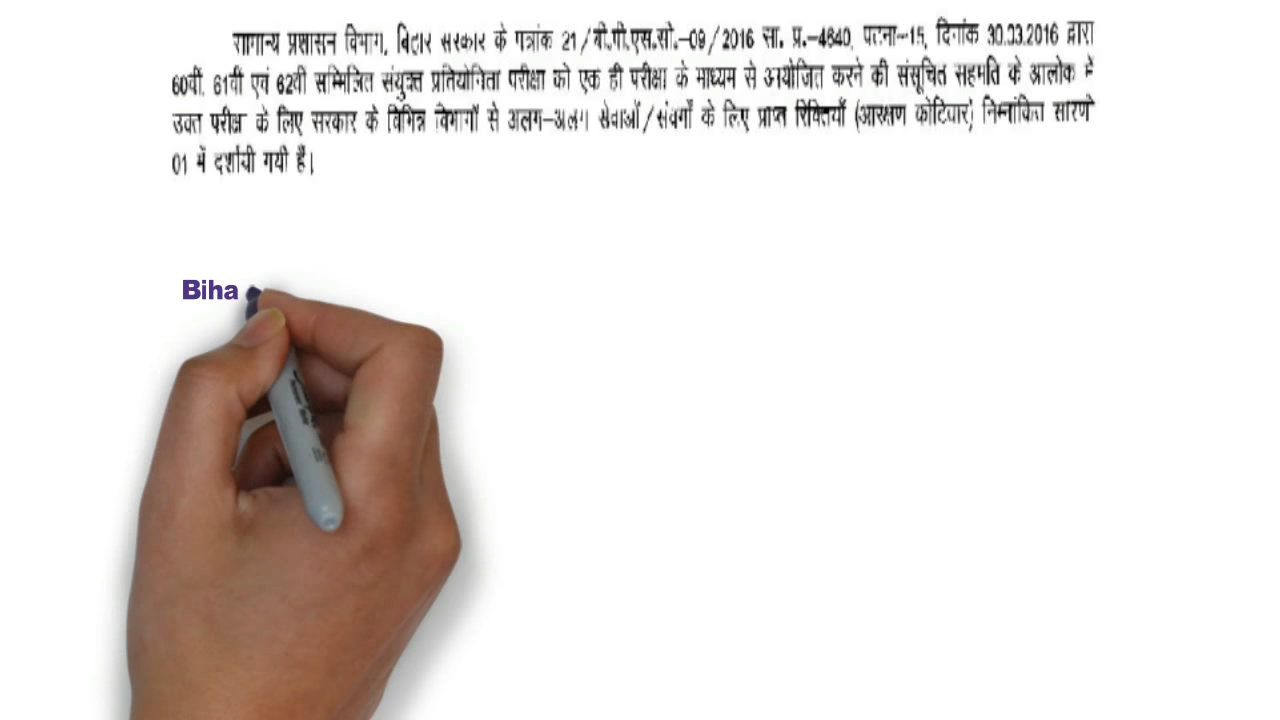 सामान्य प्रशासन विभाग, बिहार सरकार के पत्रांक 21/बी.पी.एस.सी.-09/2016 सा. प्र.-4640, पटना-15, दिनांक 30.03.2016 द्वारा
60वीं, 61वीं एवं 62वीं सम्मिलित संयुक्त प्रतियोगिता परीक्षा को एक ही परीक्षा के माध्यम से आयोजित करने की संसूचित सहमति के आलोक में
उक्त परीक्षा के लिए सरकार के विभिन्न विभागों से अलग-अलग सेवाओं/संवर्गों के लिए प्राप्त रिक्तियाँ (आरक्षण कोटिवार) निम्नांकित सारणी
01 में दर्शायी गयी हैं।
Biha